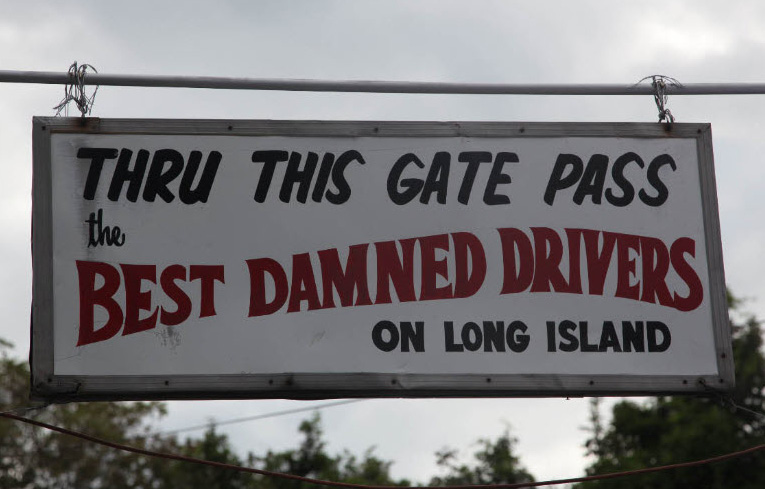 THRU THIS GATE PASS
the
BEST DAMNED DRIVERS
ON LONG ISLAND